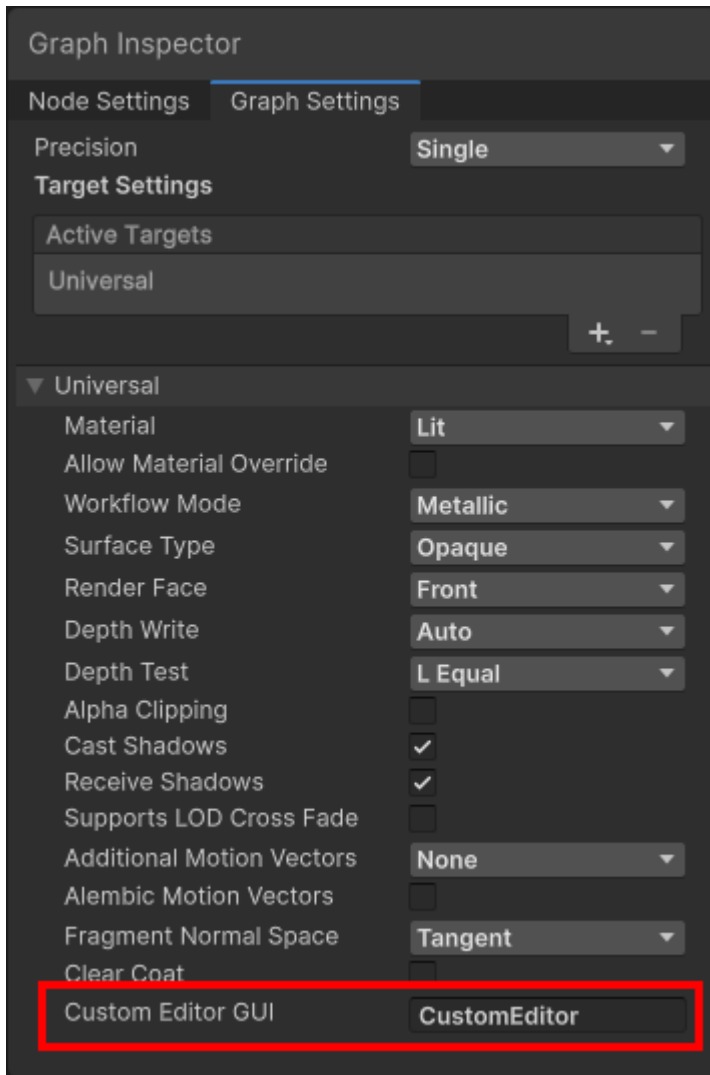 Graph Inspector
Node Settings Graph Settings
Precision Single
Target Settings
Active Targets
Universal
+ −
Universal
Material Lit
Allow Material Override
Workflow Mode Metallic
Surface Type Opaque
Render Face Front
Depth Write Auto
Depth Test L Equal
Alpha Clipping
Cast Shadows
Receive Shadows
Supports LOD Cross Fade
Additional Motion Vectors None
Alembic Motion Vectors
Fragment Normal Space Tangent
Clear Coat
Custom Editor GUI CustomEditor